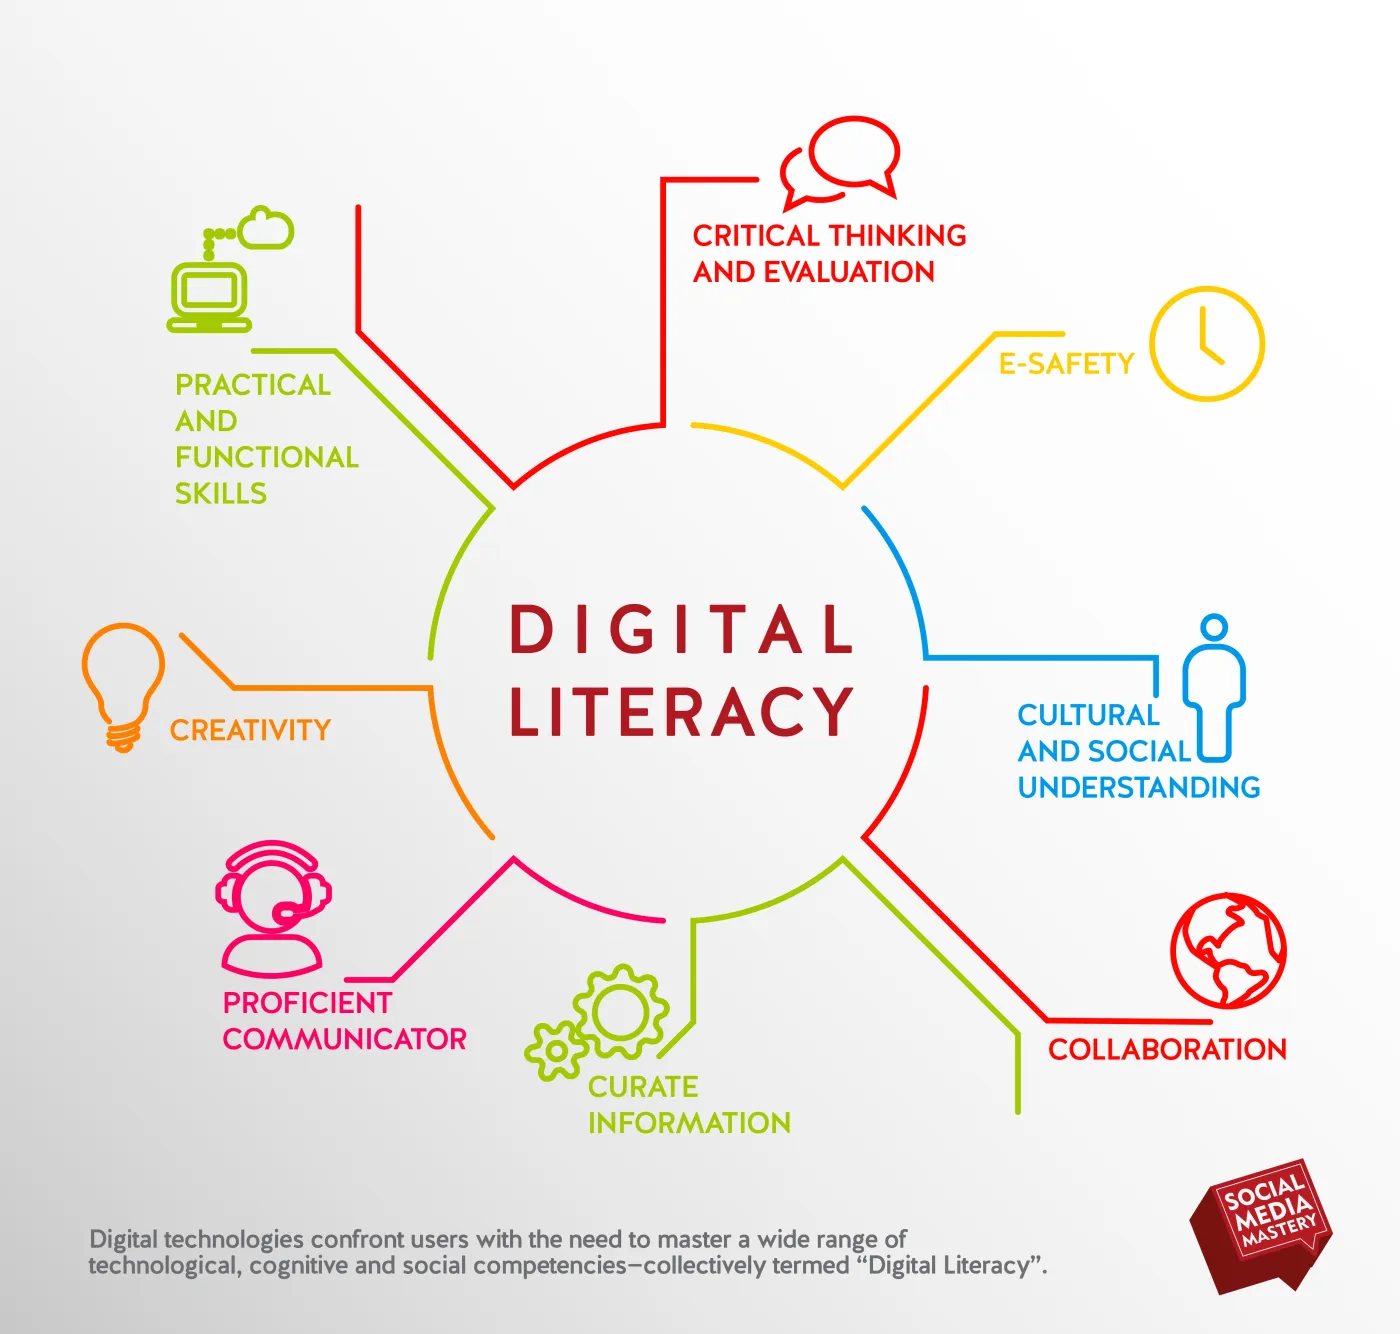 CRITICAL THINKING
AND EVALUATION
E-SAFETY
PRACTICAL
AND
FUNCTIONAL
SKILLS
DIGITAL
LITERACY
CREATIVITY
CULTURAL
AND SOCIAL
UNDERSTANDING
PROFICIENT
COMMUNICATOR
COLLABORATION
CURATE
INFORMATION
SOCIAL
MEDIA
MASTERY
Digital technologies confront users with the need to master a wide range of
technological, cognitive and social competencies–collectively termed “Digital Literacy”.